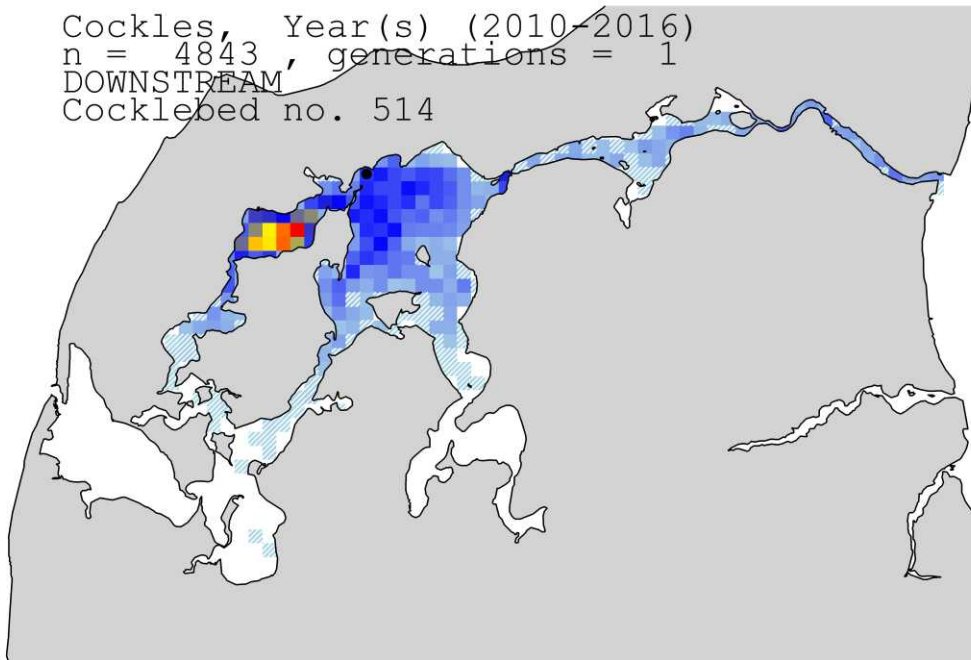 Cockles, Year(s) (2010-2016)
n = 4843 , generations = 1
DOWNSTREAM
Cocklebed no. 514